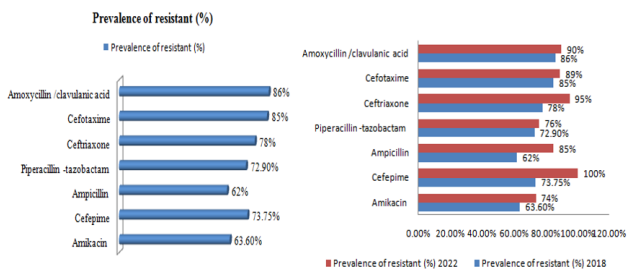 Prevalence of resistant (%)
Prevalence of resistant (%)
Amoxycillin /clavulanic acid
86%
Cefotaxime
85%
Ceftriaxone
78%
Piperacillin -tazobactam
72.90%
Ampicillin
62%
Cefepime
73.75%
Amikacin
63.60%
Amoxycillin /clavulanic acid
90%
86%
Cefotaxime
89%
85%
Ceftriaxone
95%
78%
Piperacillin -tazobactam
76%
72.90%
Ampicillin
85%
62%
Cefepime
100%
73.75%
Amikacin
74%
63.60%
0.00% 20.00% 40.00% 60.00% 80.00% 100.00% 120.00%
Prevalence of resistant (%) 2022 Prevalence of resistant (%) 2018